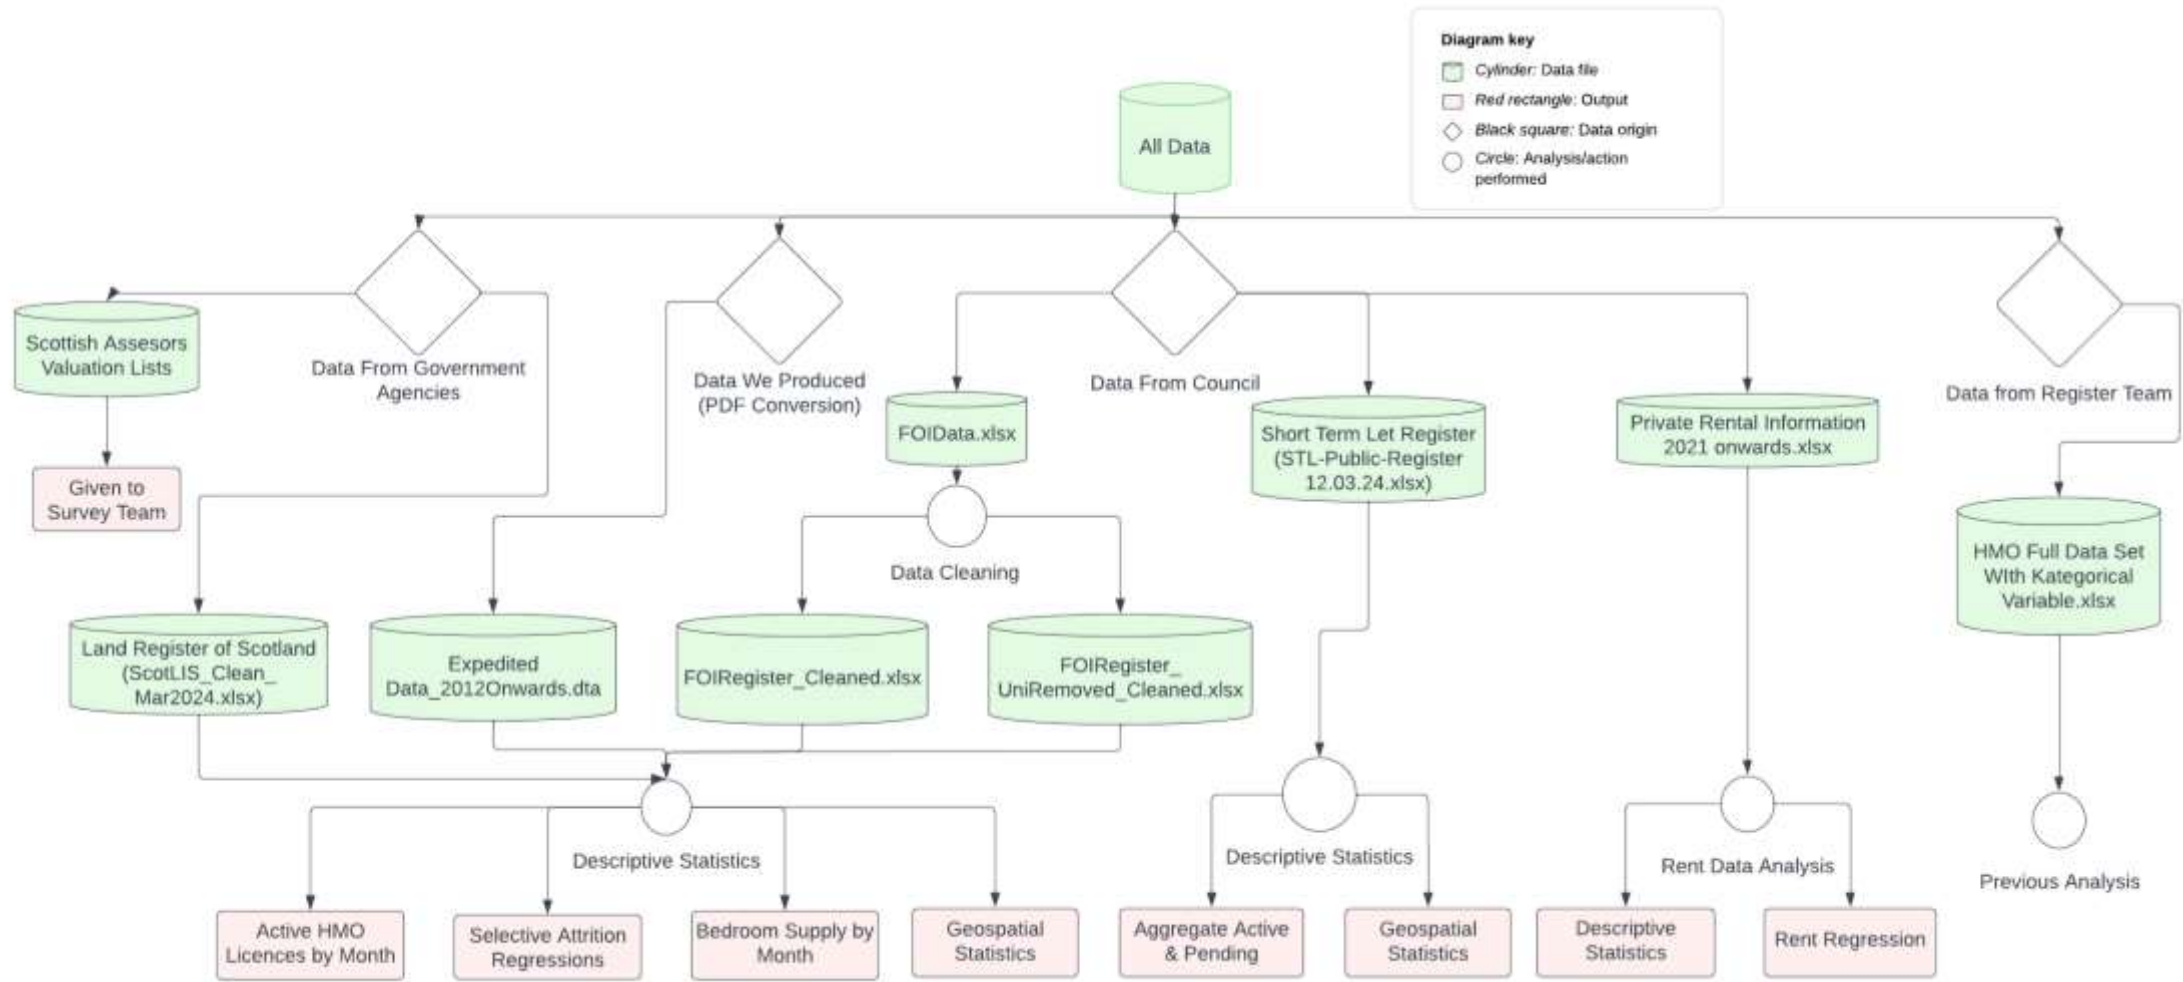 Diagram key
Cylinder: Data file
Red rectangle: Output
Black square: Data origin
Circle: Analysis/action
performed
All Data
Data From Government
Agencies
Data We Produced
(PDF Conversion)
Data From Council
Data from Register Team
Scottish Assesors
Valuation Lists
Given to
Survey Team
FOIData.xlsx
Short Term Let Register
(STL-Public-Register
12.03.24.xlsx)
Private Rental Information
2021 onwards.xlsx
HMO Full Data Set
WIth Kategorical
Variable.xlsx
Data Cleaning
Land Register of Scotland
(ScotLIS_Clean_
Mar2024.xlsx)
Expedited
Data_2012Onwards.dta
FOIRegister_Cleaned.xlsx
FOIRegister_
UniRemoved_Cleaned.xlsx
Descriptive Statistics
Descriptive Statistics
Rent Data Analysis
Previous Analysis
Active HMO
Licences by Month
Selective Attrition
Regressions
Bedroom Supply by
Month
Geospatial
Statistics
Aggregate Active
& Pending
Geospatial
Statistics
Descriptive
Statistics
Rent Regression